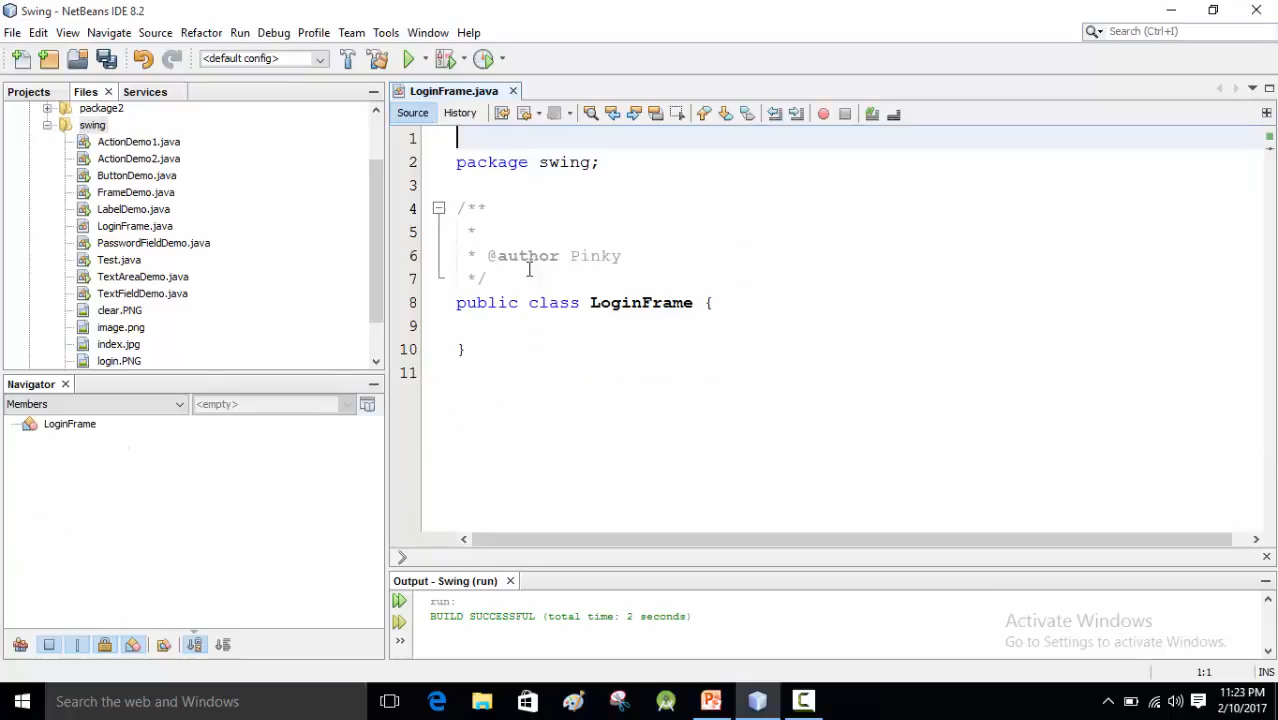 Swing - NetBeans IDE 8.2
File Edit View Navigate Source Refactor Run Debug Profile Team Tools Window Help
Search (Ctrl+I)
<default config>
Projects Files Services
LoginFrame.java
Source History
package2
swing
ActionDemo1.java
ActionDemo2.java
ButtonDemo.java
FrameDemo.java
LabelDemo.java
LoginFrame.java
PasswordFieldDemo.java
Test.java
TextAreaDemo.java
TextFieldDemo.java
clear.PNG
image.png
index.jpg
login.PNG
1
2 package swing;
3
4 /**
5 *
6 * @author Pinky
7 */
8 public class LoginFrame {
9
10 }
11
Navigator
Members <empty>
LoginFrame
Output - Swing (run)
run:
BUILD SUCCESSFUL (total time: 2 seconds)
Activate Windows
Go to Settings to activate Windows.
1:1 INS
Search the web and Windows
11:23 PM
2/10/2017